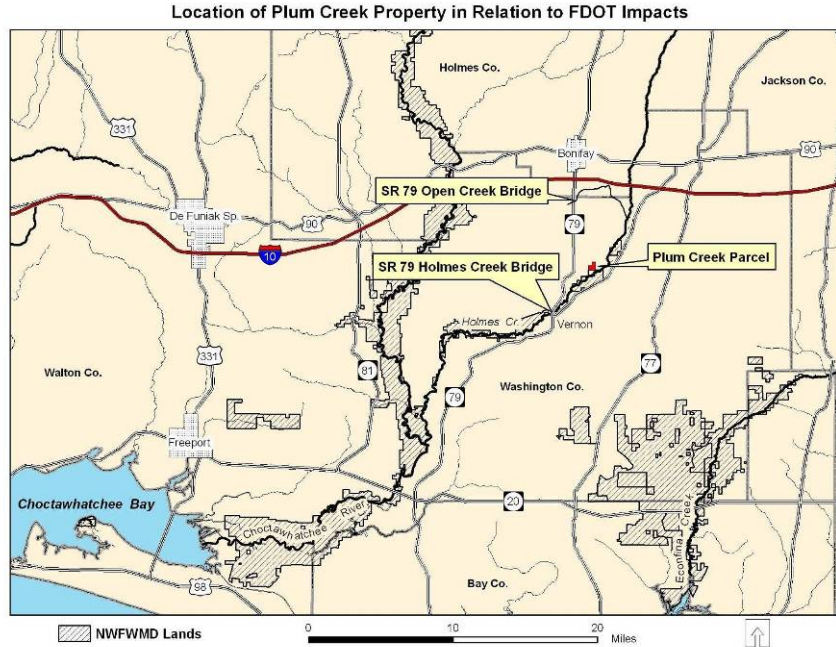 Location of Plum Creek Property in Relation to FDOT Impacts
Holmes Co.
Jackson Co.
331
Bonifay
90
SR 79 Open Creek Bridge
De Funiak Sp.
90
79
10
SR 79 Holmes Creek Bridge
Plum Creek Parcel
Holmes Cr.
Vernon
331
Walton Co.
81
77
79
Washington Co.
Freeport
Choctawhatchee Bay
20
Choctawhatchee River
Econfina Creek
98
Bay Co.
NWFWMD Lands
0 10 20
Miles